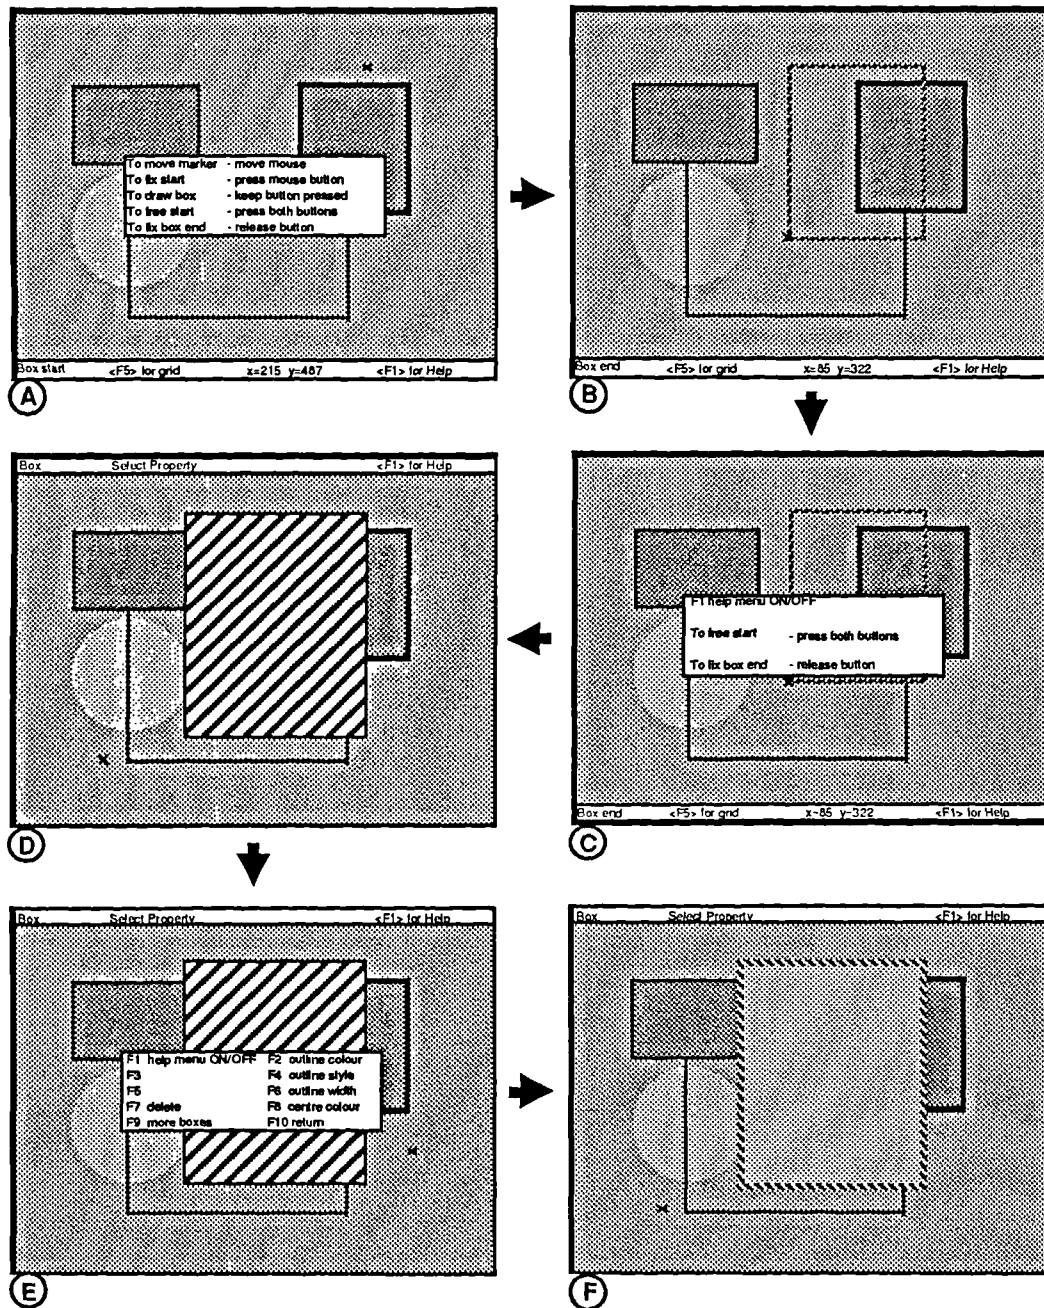 To move marker - move mouse
To fix start - press mouse button
To draw box - keep button pressed
To free start - press both buttons
To fix box end - release button
Box start <F5> for grid x=215 y=487 <F1> for Help
A
Box end <F5> for grid x=85 y=322 <F1> for Help
B
Box Select Property <F1> for Help
D
F1 help menu ON/OFF
To free start - press both buttons
To fix box end - release button
Box end <F5> for grid x=85 y=322 <F1> for Help
C
Box Select Property <F1> for Help
F1 help menu ON/OFF F2 outline colour
F3 F4 outline style
F5 F6 outline width
F7 delete F8 centre colour
F9 more boxes F10 return
E
Box Select Property <F1> for Help
F